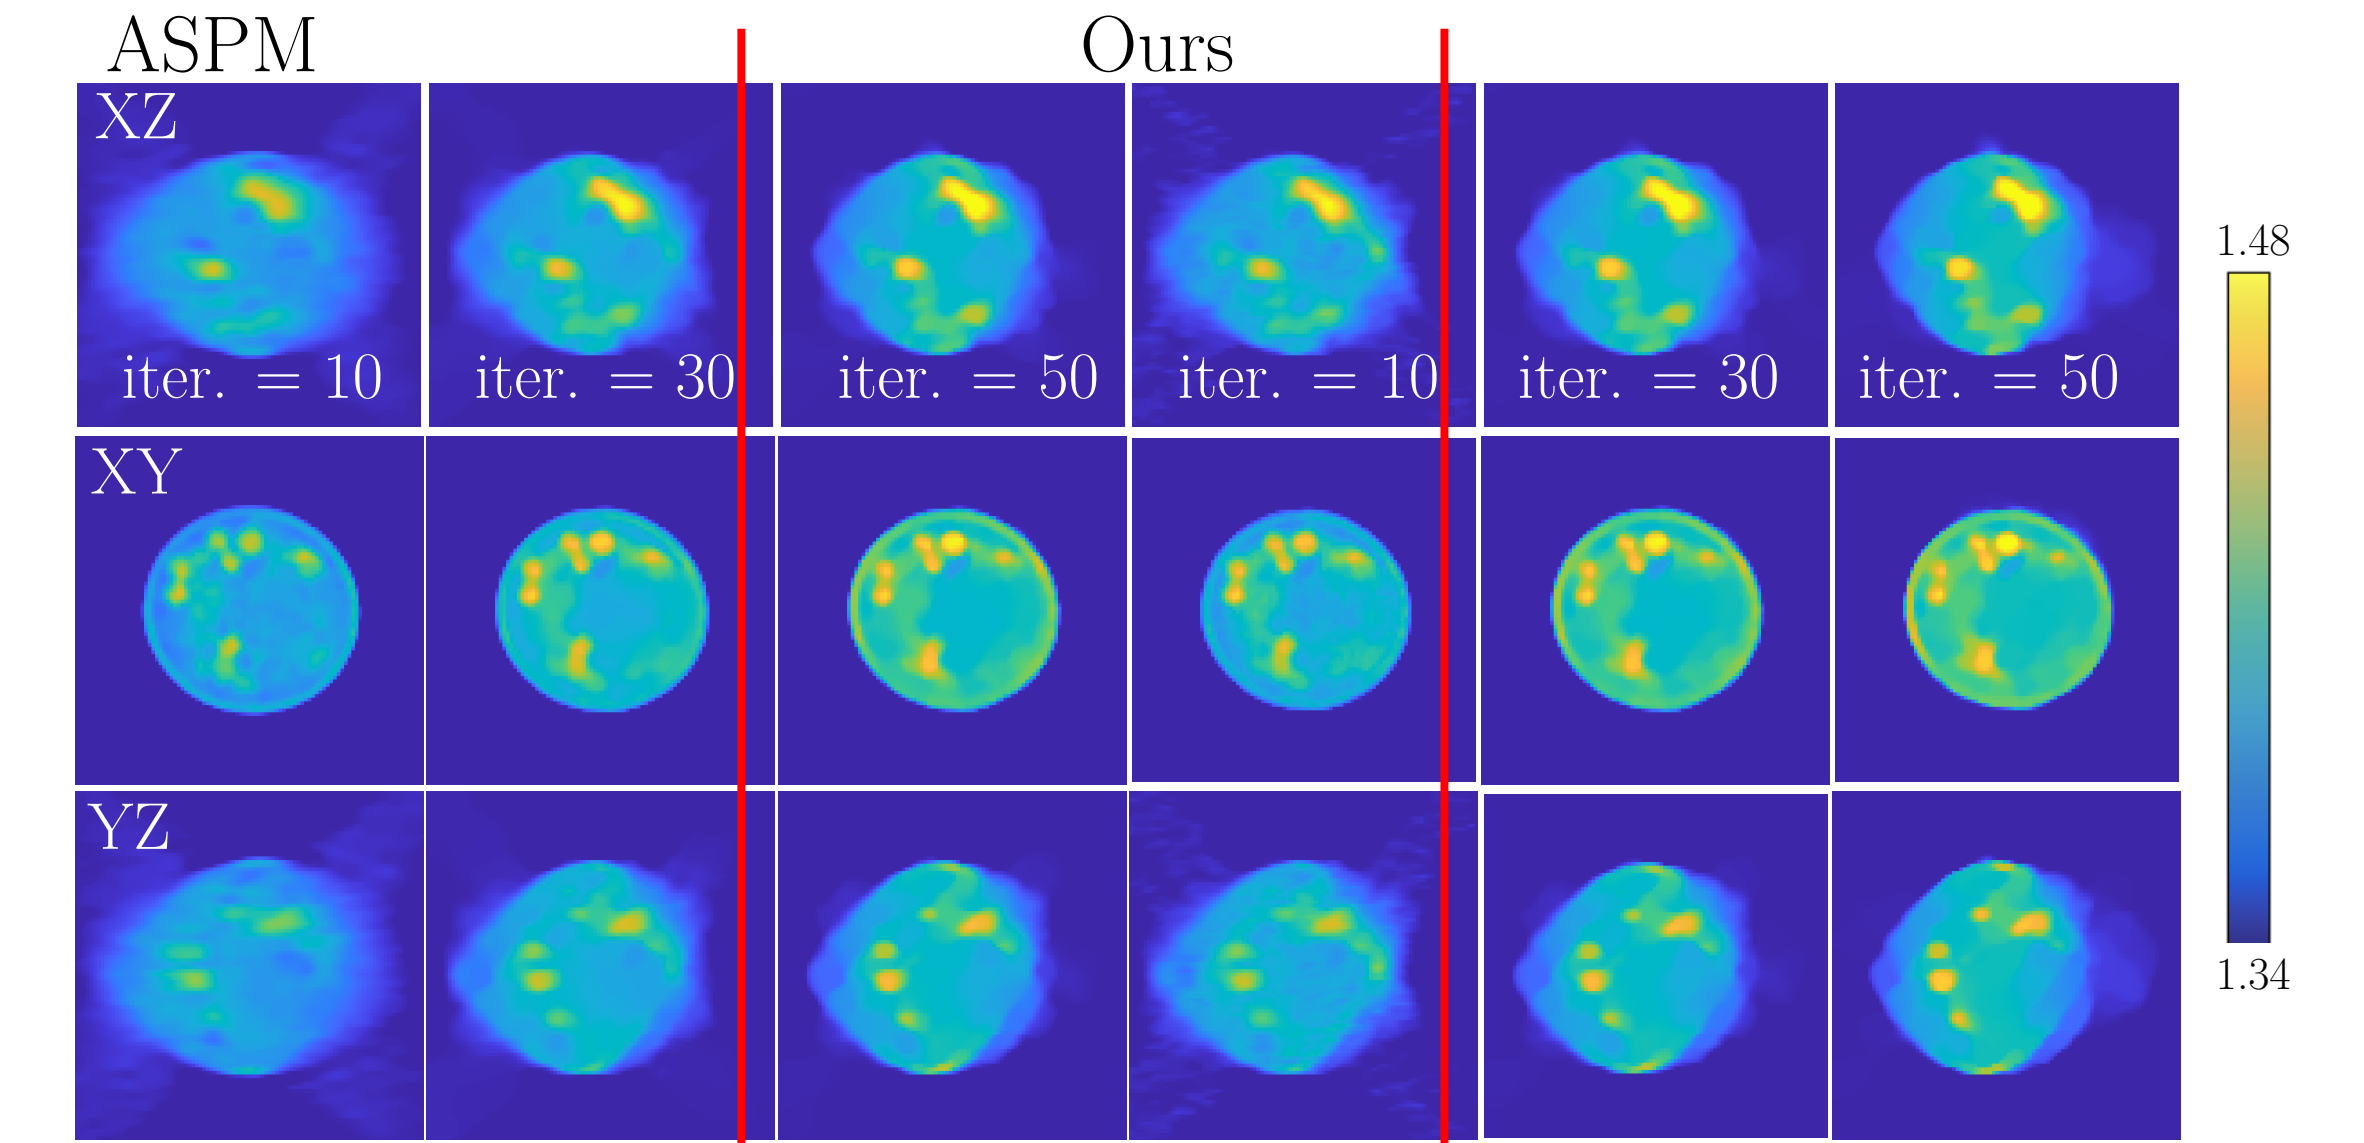 ASPM Ours
XZ
iter. = 10 iter. = 30 iter. = 50 iter. = 10 iter. = 30 iter. = 50
XY
YZ
1.48
1.34